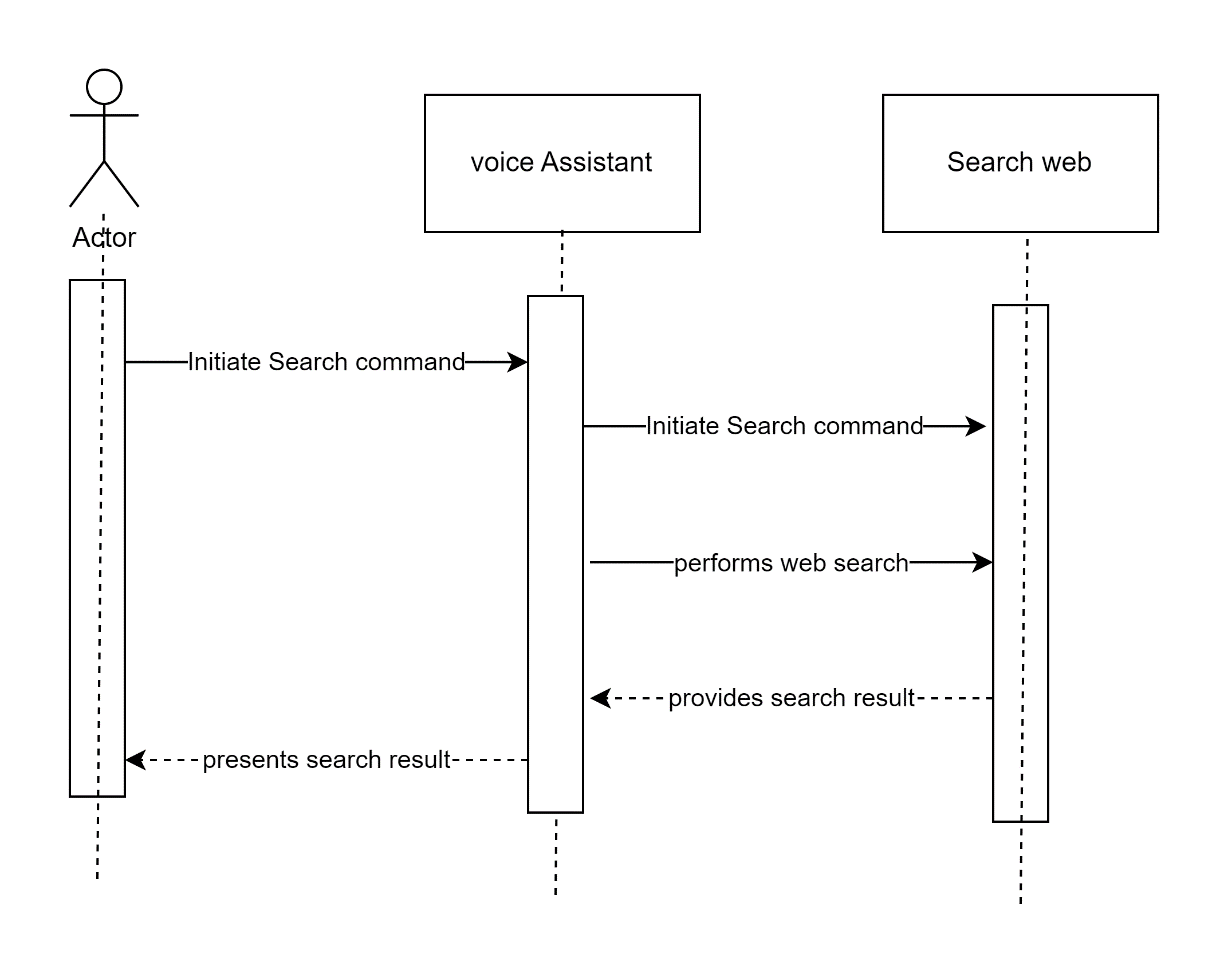 Actor
voice Assistant
Search web
Initiate Search command
Initiate Search command
performs web search
provides search result
presents search result